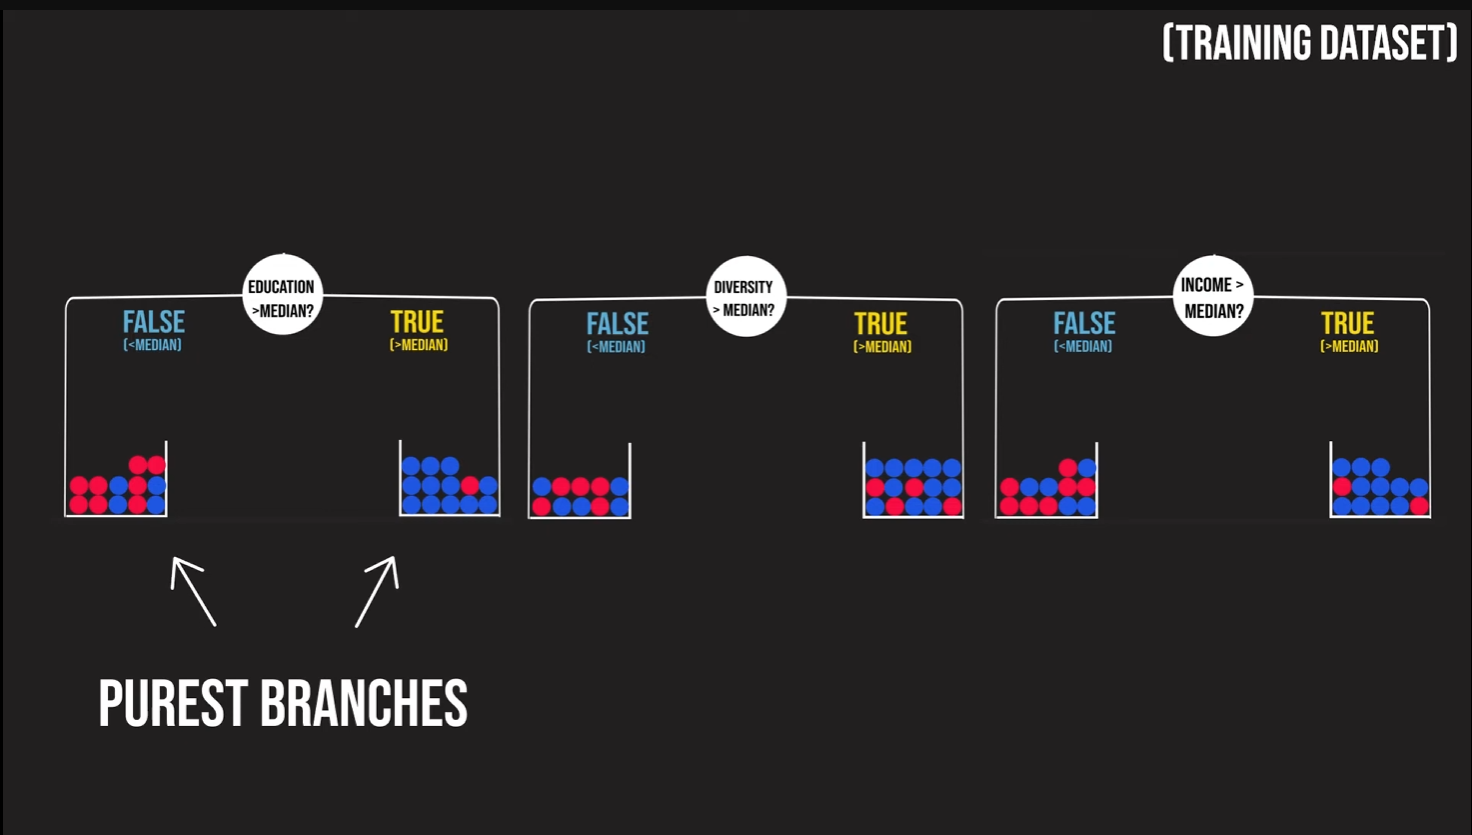 (TRAINING DATASET)
EDUCATION
>MEDIAN?
FALSE
(<MEDIAN)
TRUE
(>MEDIAN)
DIVERSITY
> MEDIAN?
FALSE
(<MEDIAN)
TRUE
(>MEDIAN)
INCOME >
MEDIAN?
FALSE
(<MEDIAN)
TRUE
(>MEDIAN)
PUREST BRANCHES